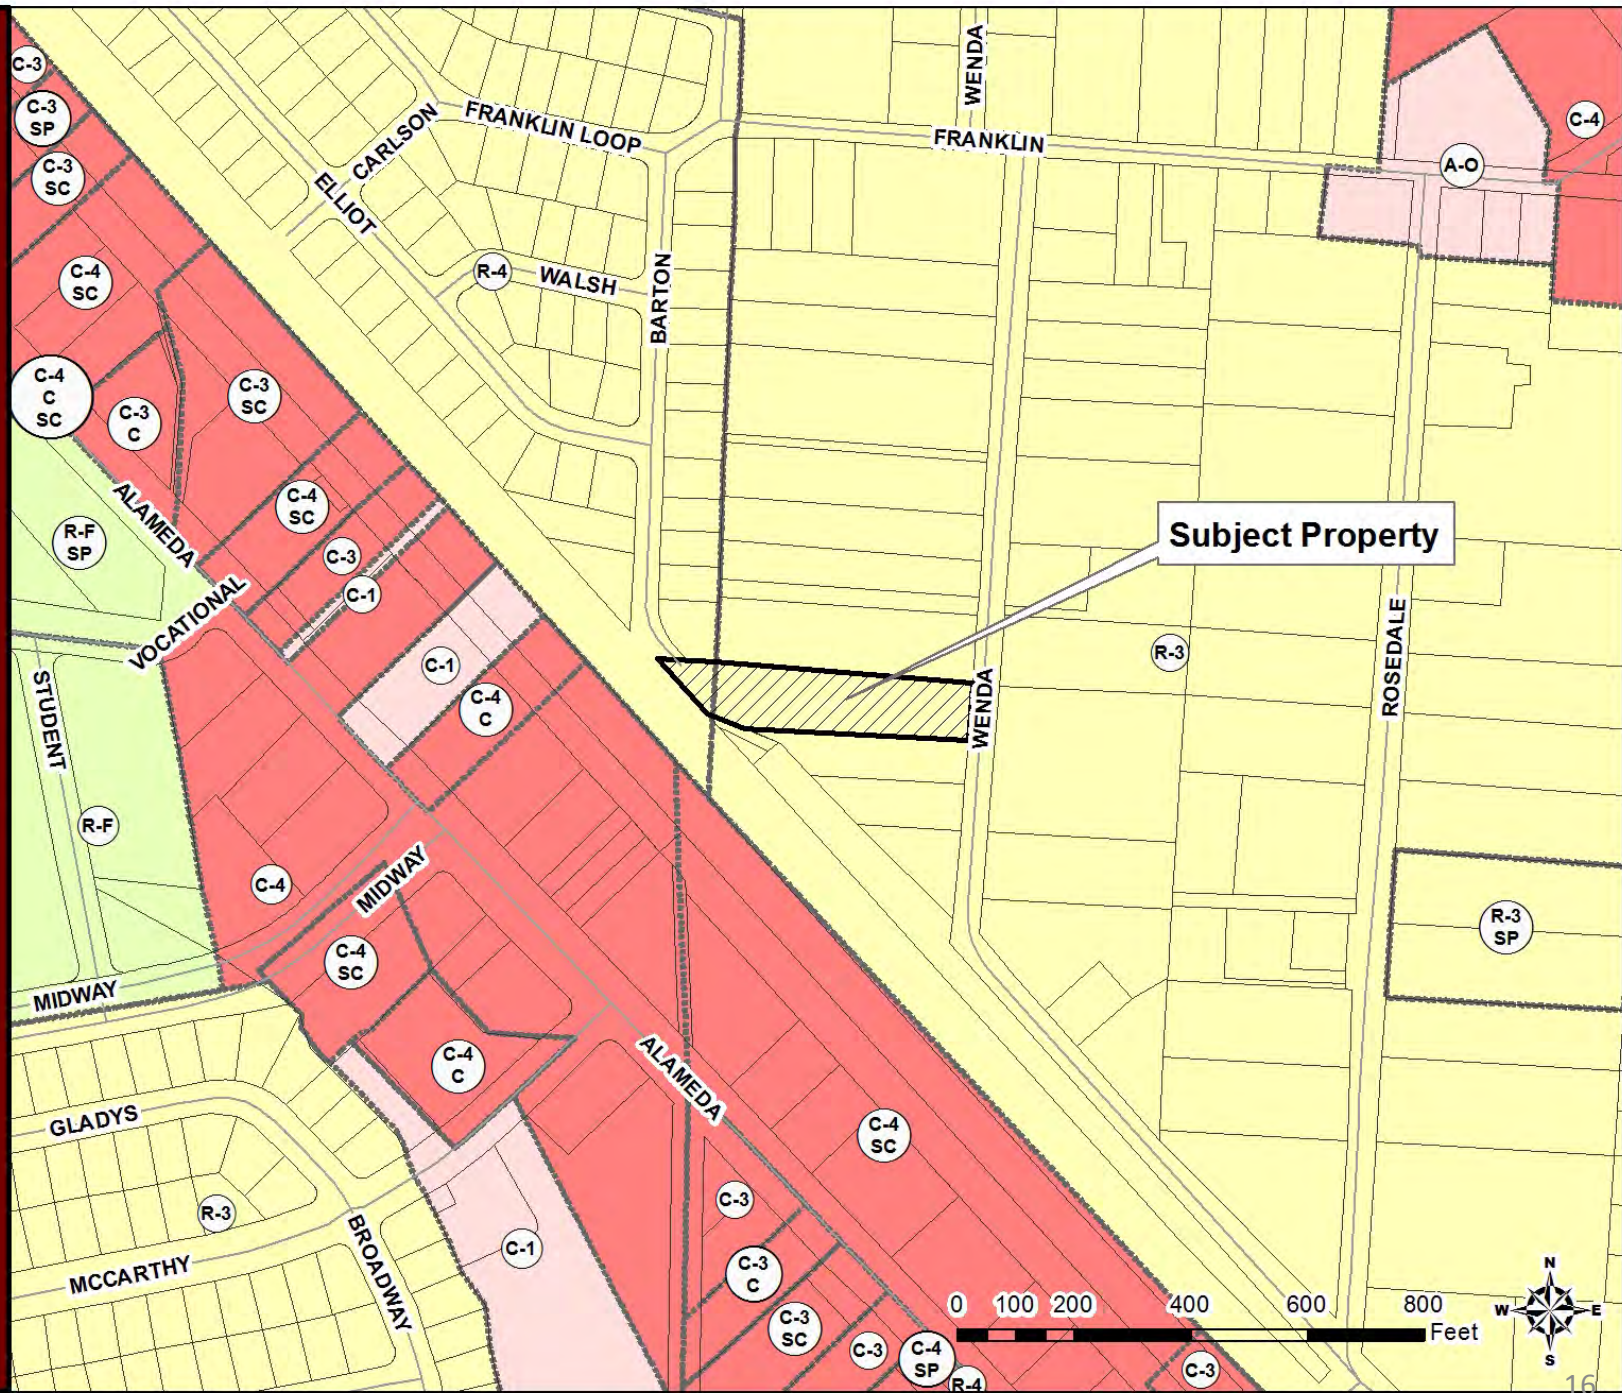 WENDA
C-3
C-3
SP
C-3
SC
CARLSON
FRANKLIN LOOP
FRANKLIN
C-4
A-O
ELLIOT
R-4
WALSH
BARTON
C-4
SC
C-4
C
SC
C-3
C
C-3
SC
ALAMEDA
C-4
SC
R-F
SP
C-3
C-1
VOCATIONAL
Subject Property
STUDENT
C-1
C-4
C
WENDA
R-3
ROSEDALE
R-F
C-4
MIDWAY
R-3
SP
C-4
SC
MIDWAY
C-4
C
ALAMEDA
GLADYS
C-4
SC
R-3
C-3
BROADWAY
C-1
MCCARTHY
C-3
C
C-3
SC
C-3
C-4
SP
R-4
C-3
0 100 200 400 600 800
Feet
N
W E
S
16